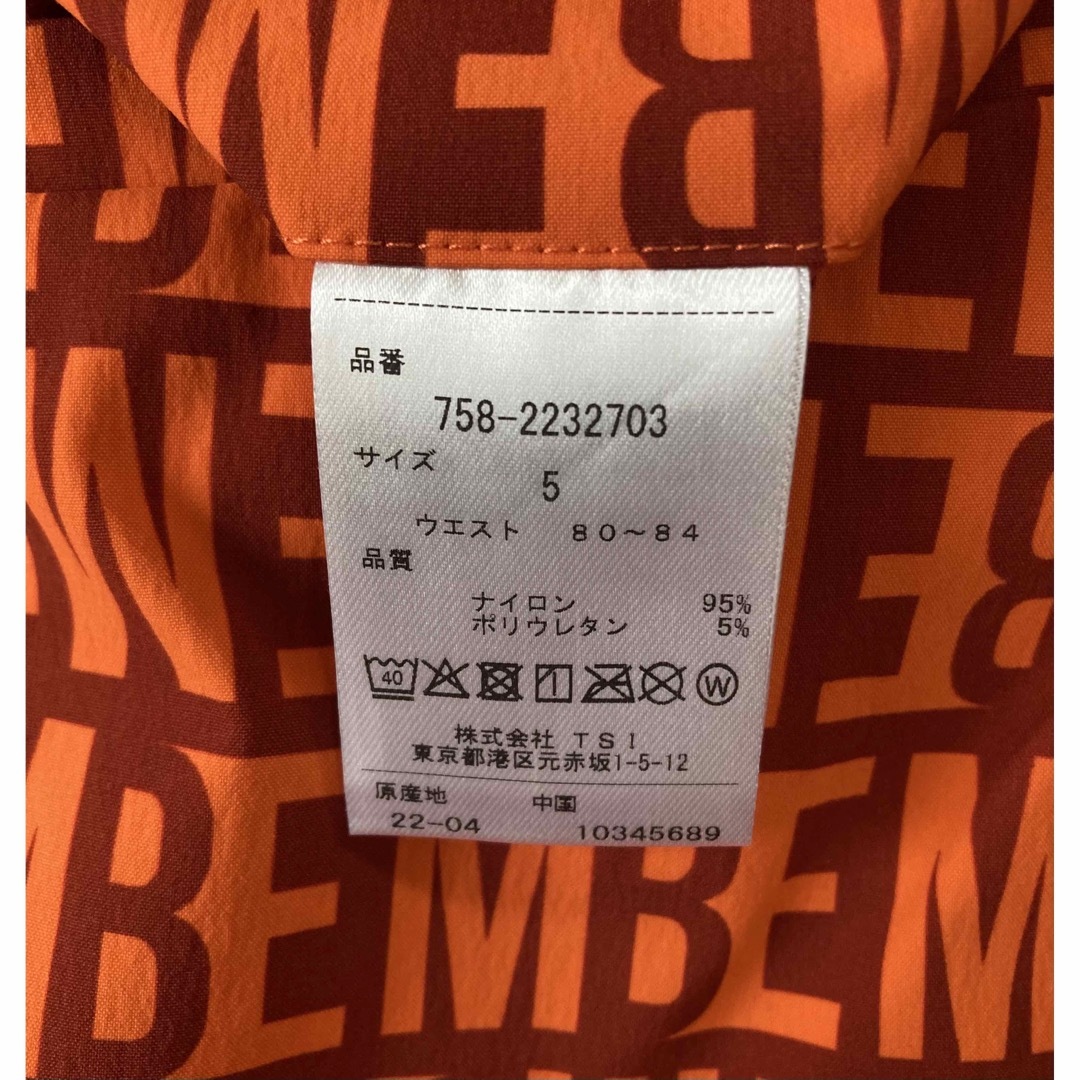 品番
758-2232703
サイズ
5
ウエスト 80～84
品質
ナイロン 95%
ポリウレタン 5%
40 W
株式会社 TSI
東京都港区元赤坂1-5-12
原産地 中国
22-04 10345689
BEMBEM